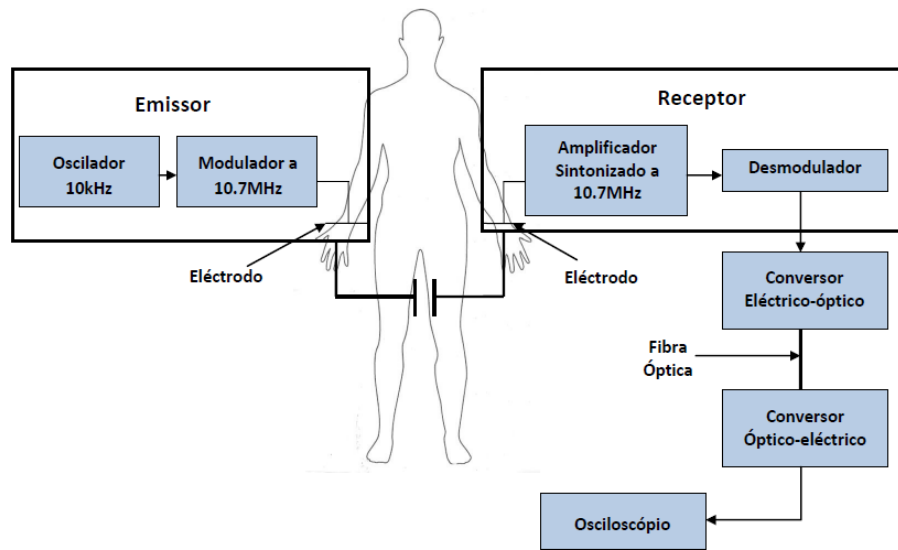 Emissor
Oscilador
10kHz
Modulador a
10.7MHz
Eléctrodo
Receptor
Amplificador
Sintonizado a
10.7MHz
Desmodulador
Eléctrodo
Conversor
Eléctrico-óptico
Fibra
Óptica
Conversor
Óptico-eléctrico
Osciloscópio